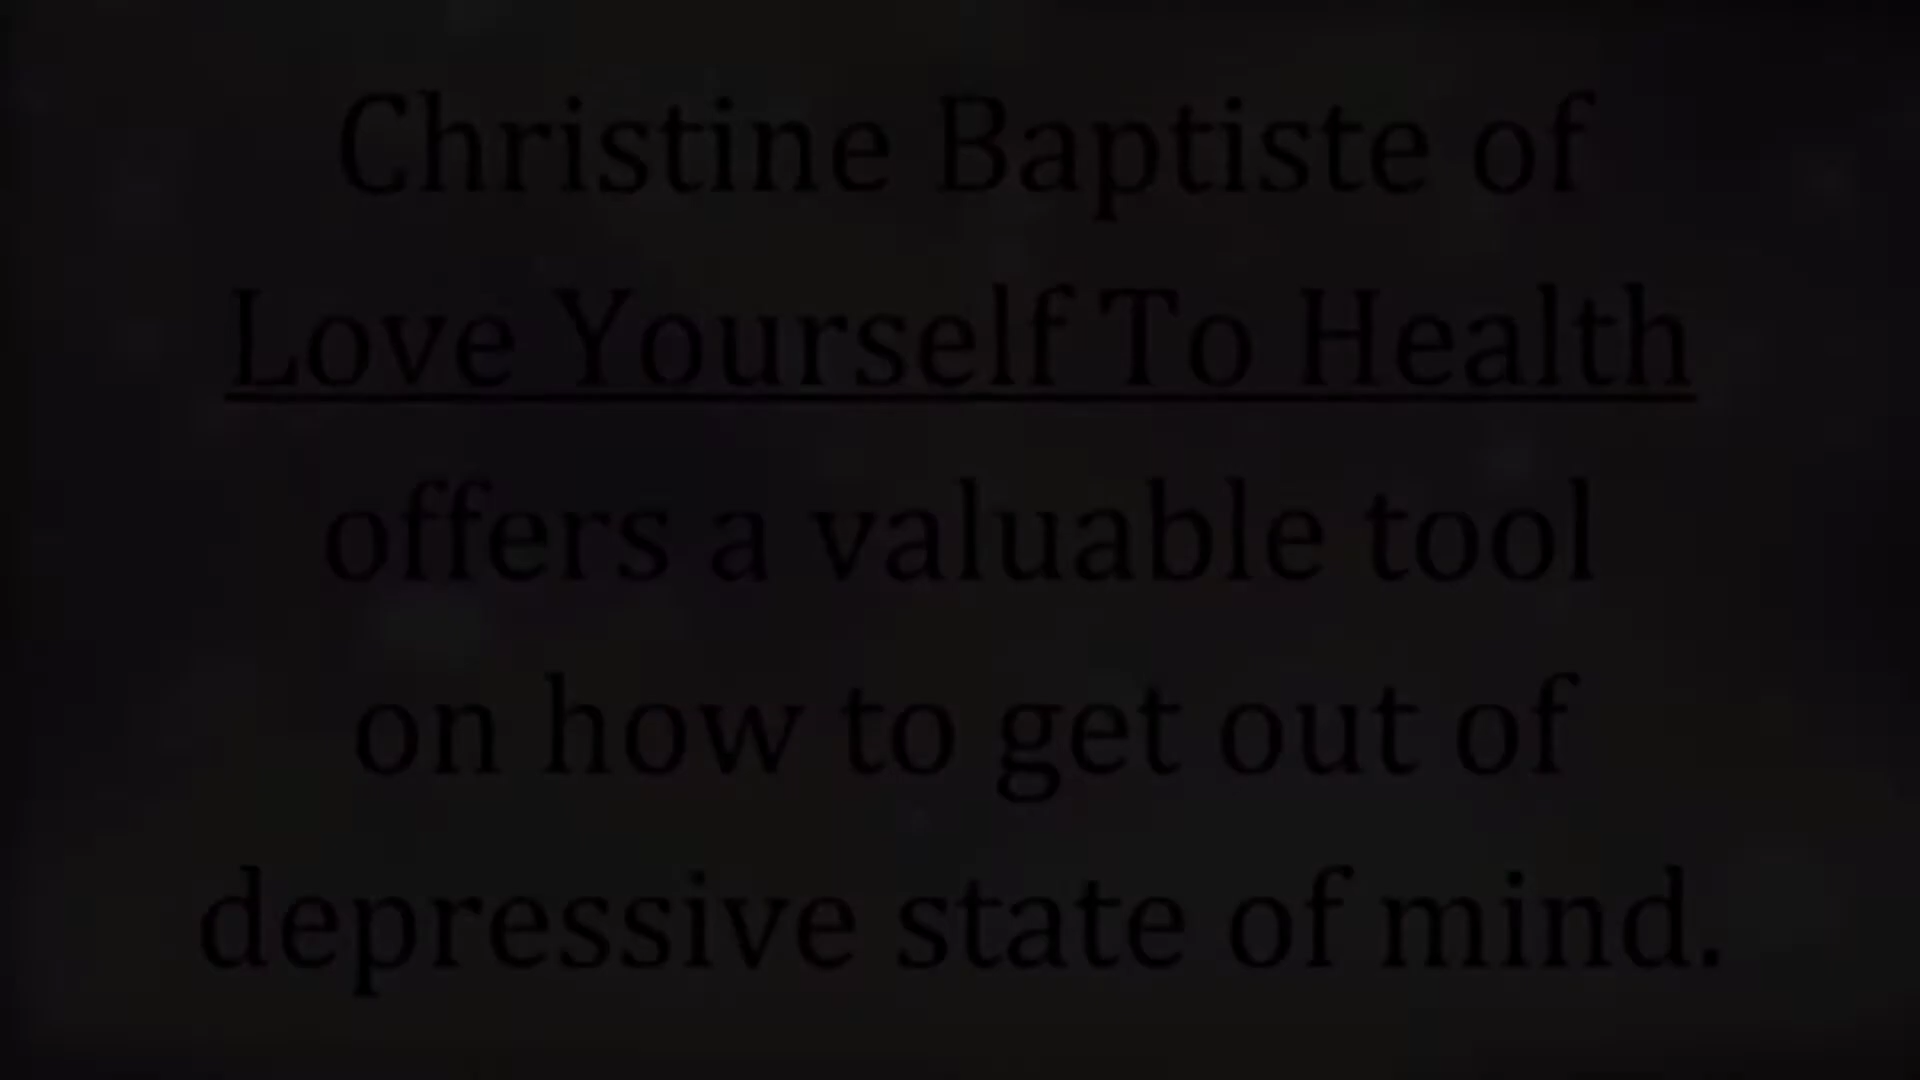 Christine Baptiste of
Love Yourself To Health
offers a valuable tool
on how to get out of
depressive state of mind.